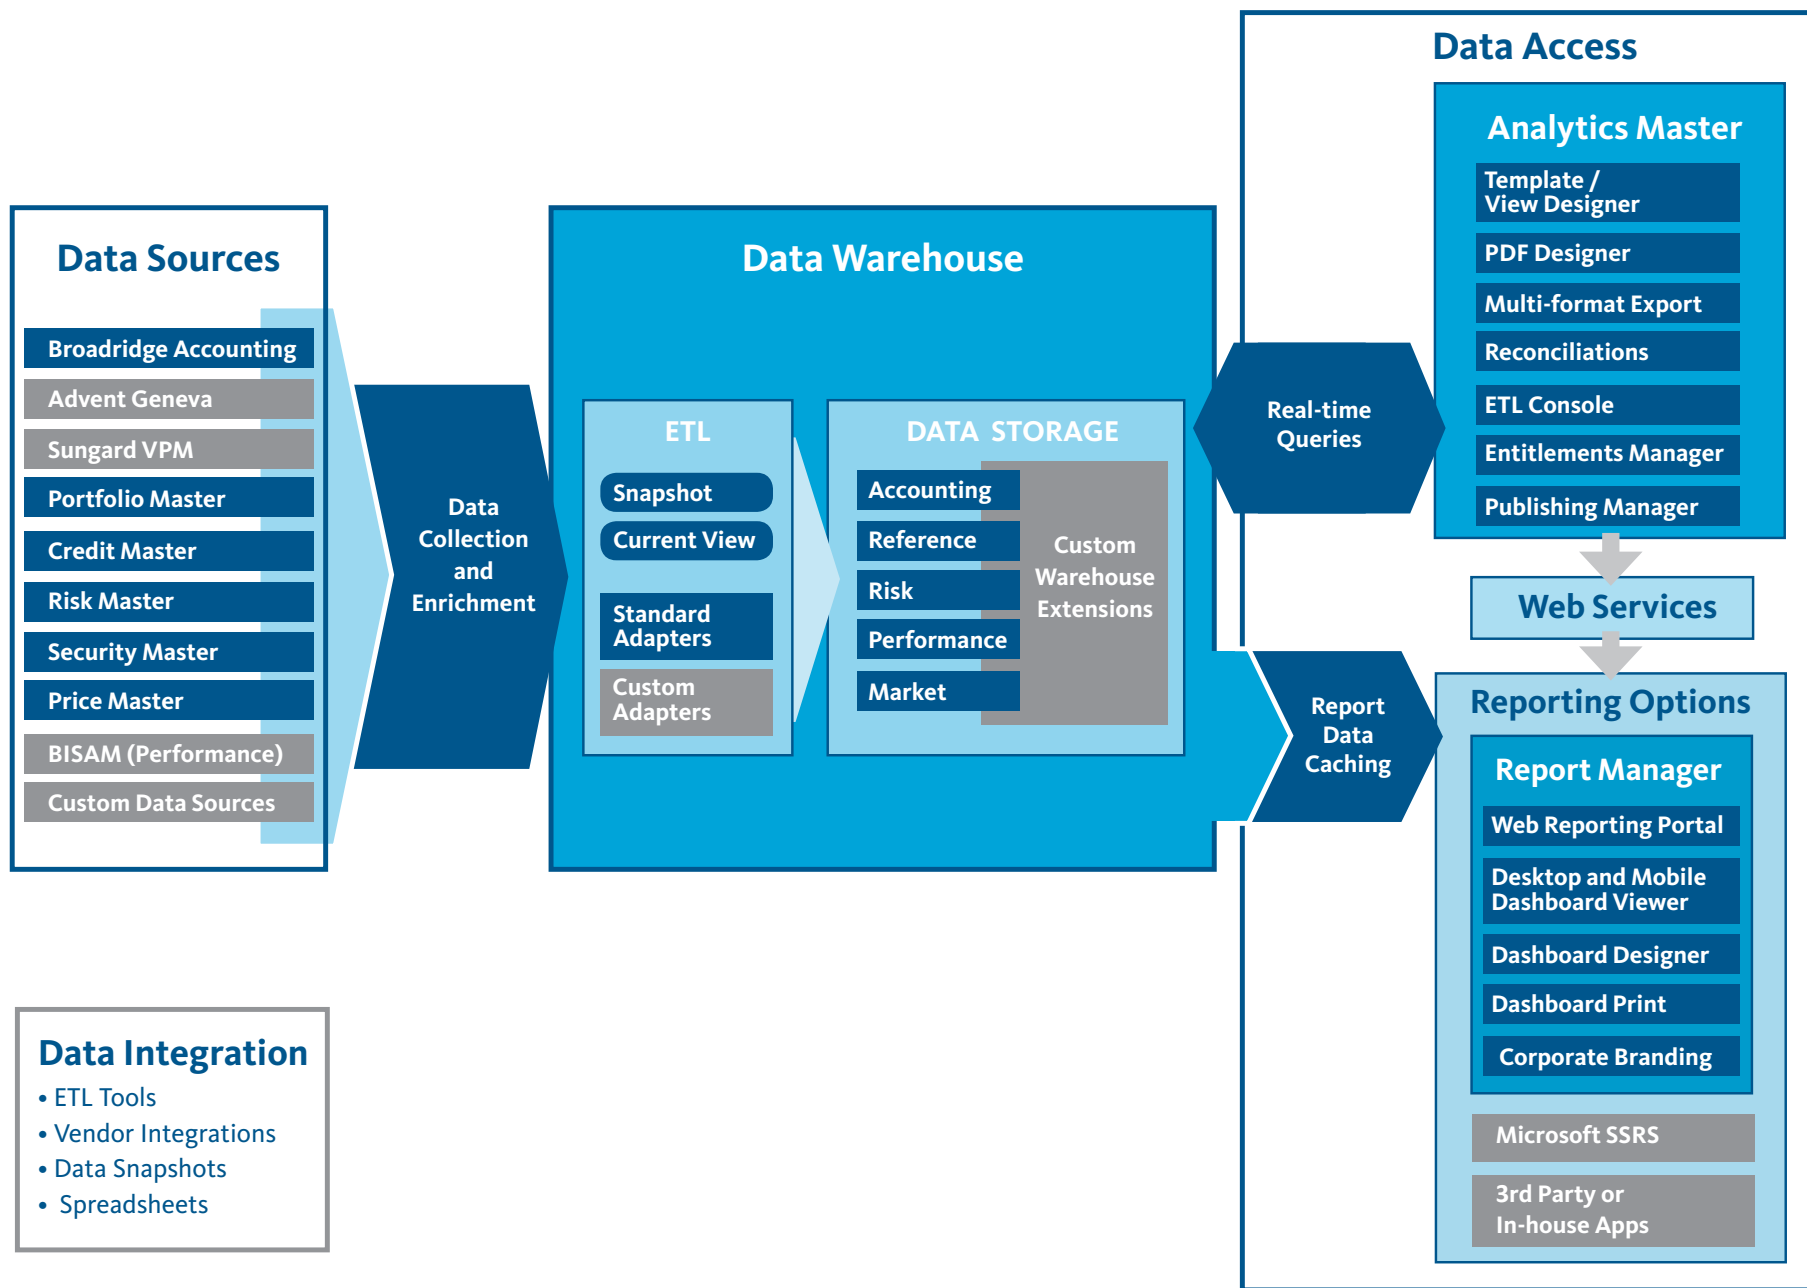 Data Sources
Broadridge Accounting
Advent Geneva
Sungard VPM
Portfolio Master
Credit Master
Risk Master
Security Master
Price Master
BISAM (Performance)
Custom Data Sources
Data
Collection
and
Enrichment
Data Warehouse
ETL
Snapshot
Current View
Standard
Adapters
Custom
Adapters
DATA STORAGE
Accounting
Reference
Risk
Performance
Market
Custom
Warehouse
Extensions
Real-time
Queries
Report
Data
Caching
Data Access
Analytics Master
Template /
View Designer
PDF Designer
Multi-format Export
Reconciliations
ETL Console
Entitlements Manager
Publishing Manager
Web Services
Reporting Options
Report Manager
Web Reporting Portal
Desktop and Mobile
Dashboard Viewer
Dashboard Designer
Dashboard Print
Corporate Branding
Microsoft SSRS
3rd Party or
In-house Apps
Data Integration
• ETL Tools
• Vendor Integrations
• Data Snapshots
• Spreadsheets